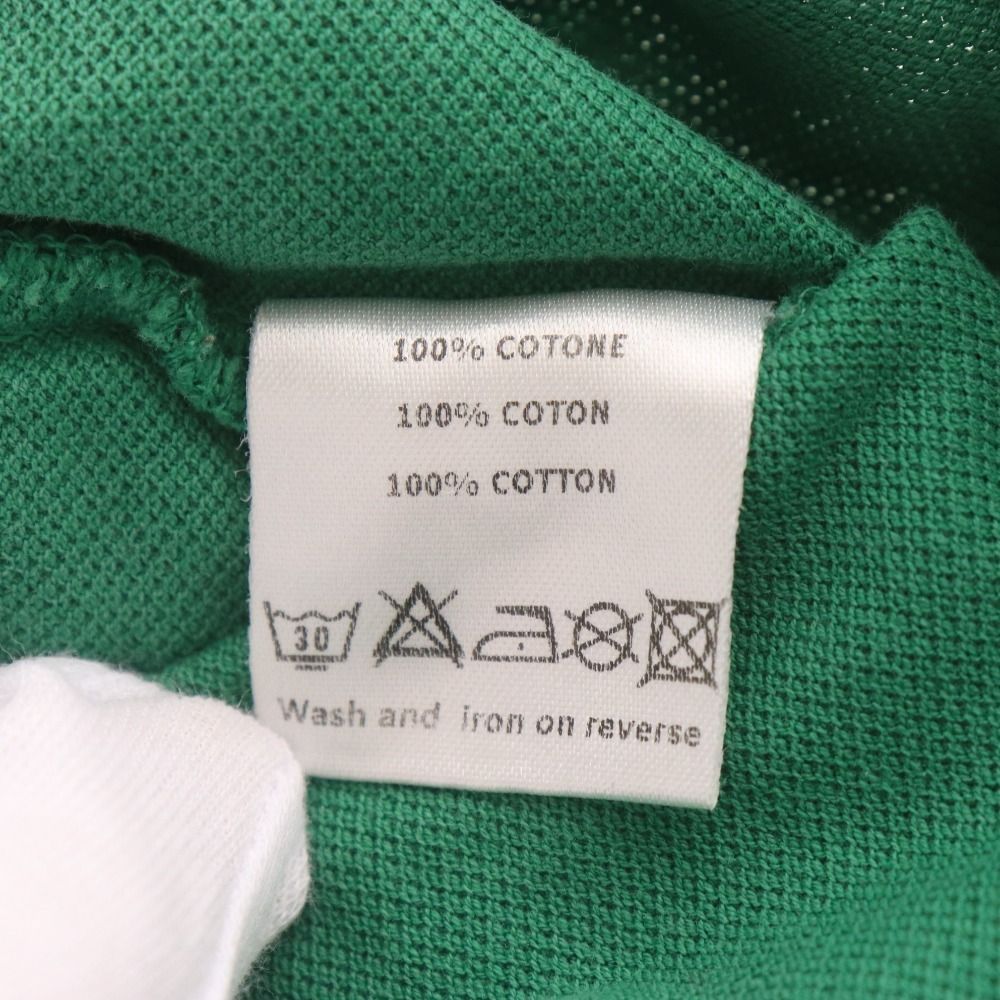 100% COTONE
100% COTON
100% COTTON
30
Wash and iron on reverse